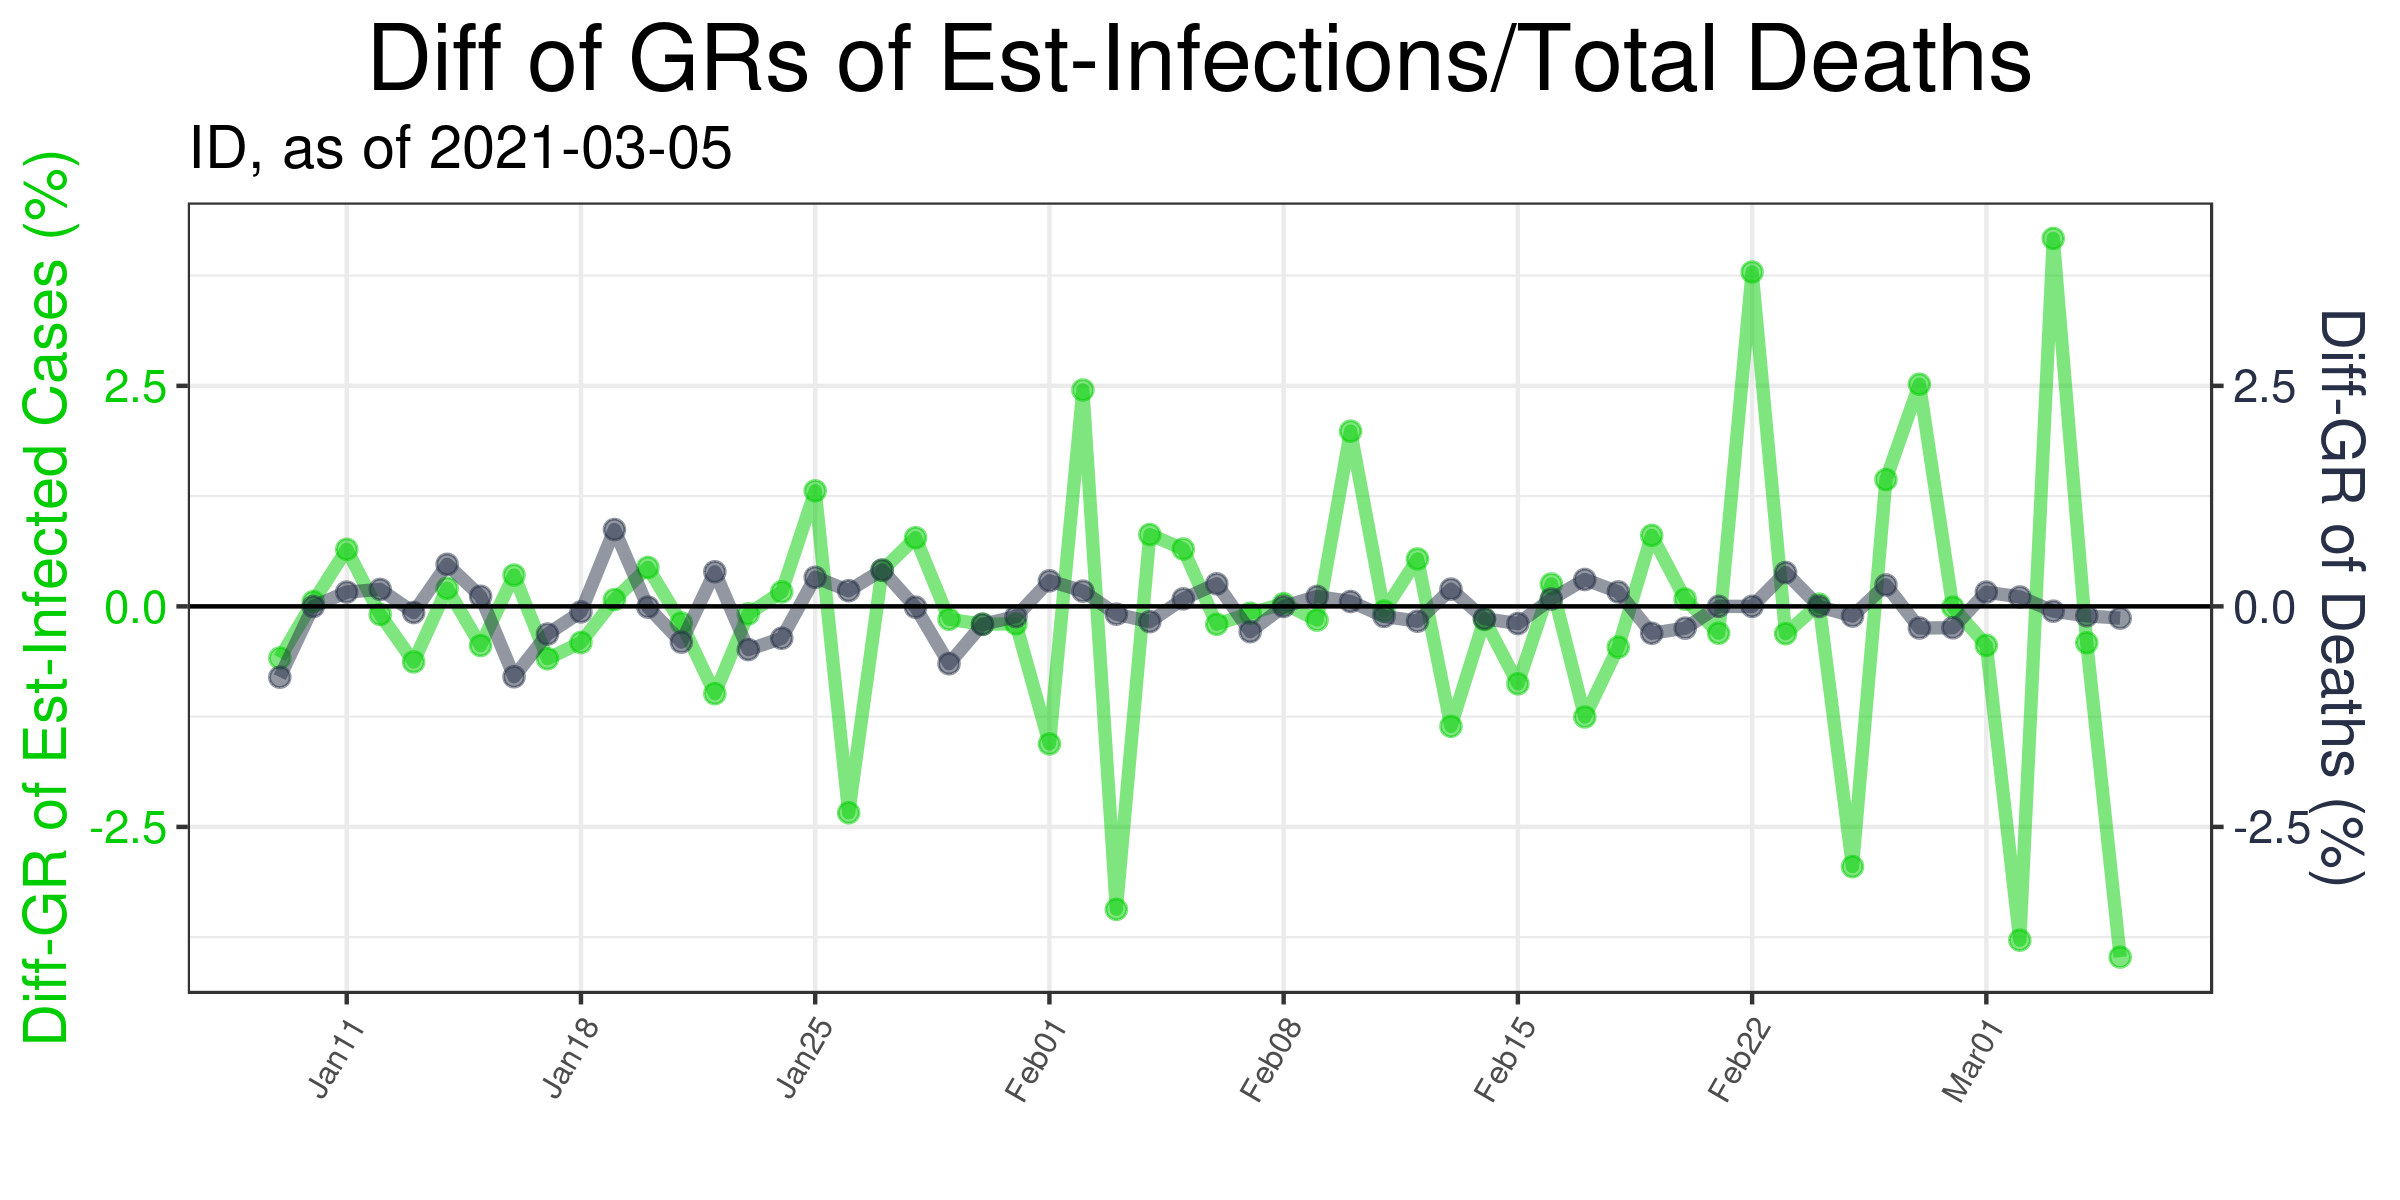 Diff of GRs of Est-Infections/Total Deaths
ID, as of 2021-03-05
Diff-GR of Est-Infected Cases (%)
2.5
0.0
-2.5
2.5
0.0
-2.5
Diff-GR of Deaths (%)
Jan11
Jan18
Jan25
Feb01
Feb08
Feb15
Feb22
Mar01